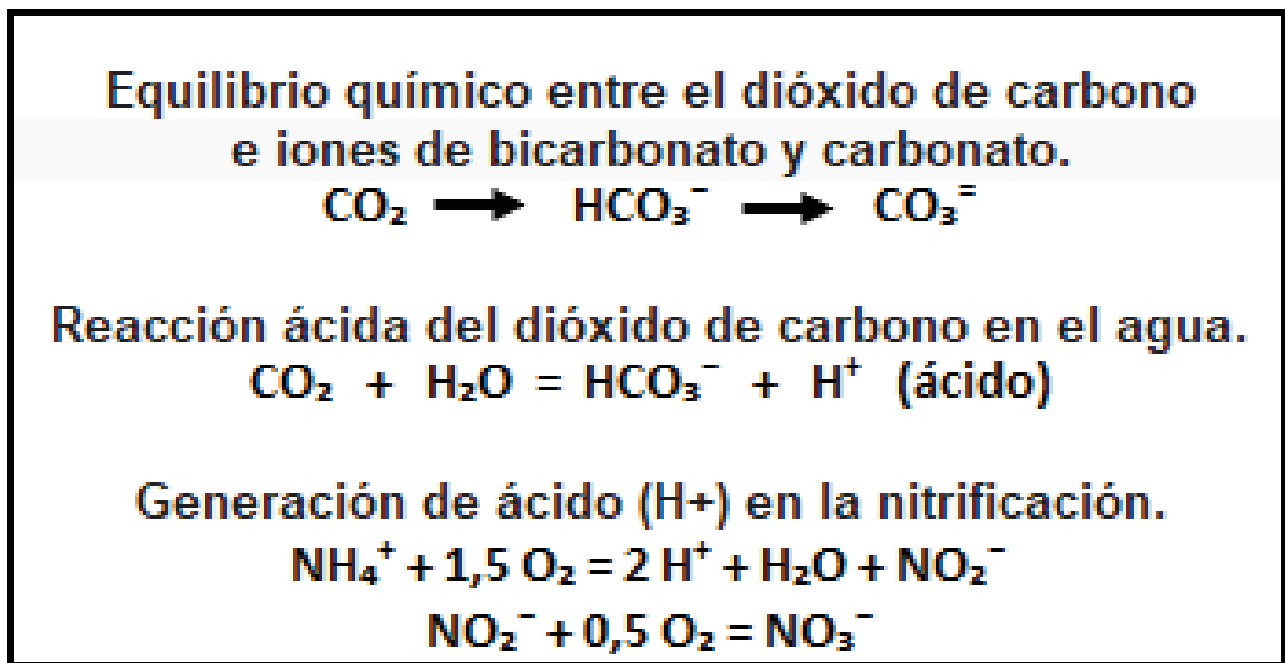 Equilibrio químico entre el dióxido de carbono
e iones de bicarbonato y carbonato.
CO₂ → HCO₃⁻ → CO₃⁼
Reacción ácida del dióxido de carbono en el agua.
CO₂ + H₂O = HCO₃⁻ + H⁺ (ácido)
Generación de ácido (H+) en la nitrificación.
NH₄⁺ + 1,5 O₂ = 2 H⁺ + H₂O + NO₂⁻
NO₂⁻ + 0,5 O₂ = NO₃⁻